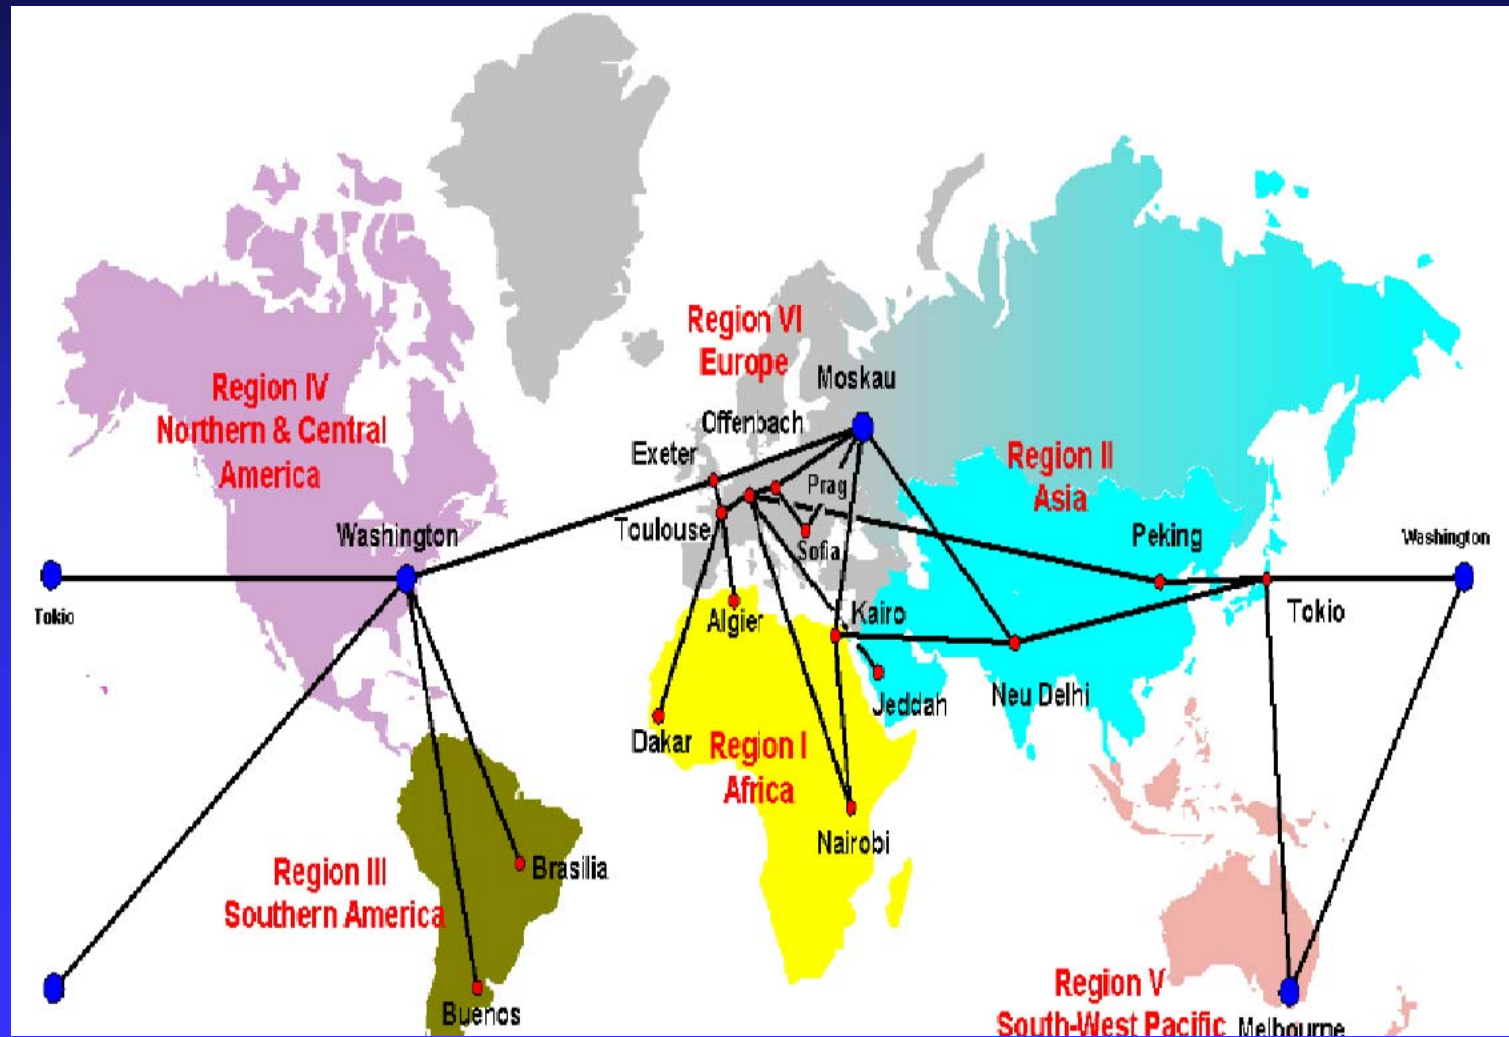 Region VI
Europe
Moskau
Region IV
Northern & Central
America
Offenbach
Exeter
Region II
Asia
Prag
Washington
Toulouse
Sofia
Peking
Washington
Tokio
Algier
Kairo
Tokio
Jeddah
Neu Delhi
Dakar
Region I
Africa
Nairobi
Region III
Southern America
Brasilia
Buenos
Region V
South-West Pacific
Melbourne